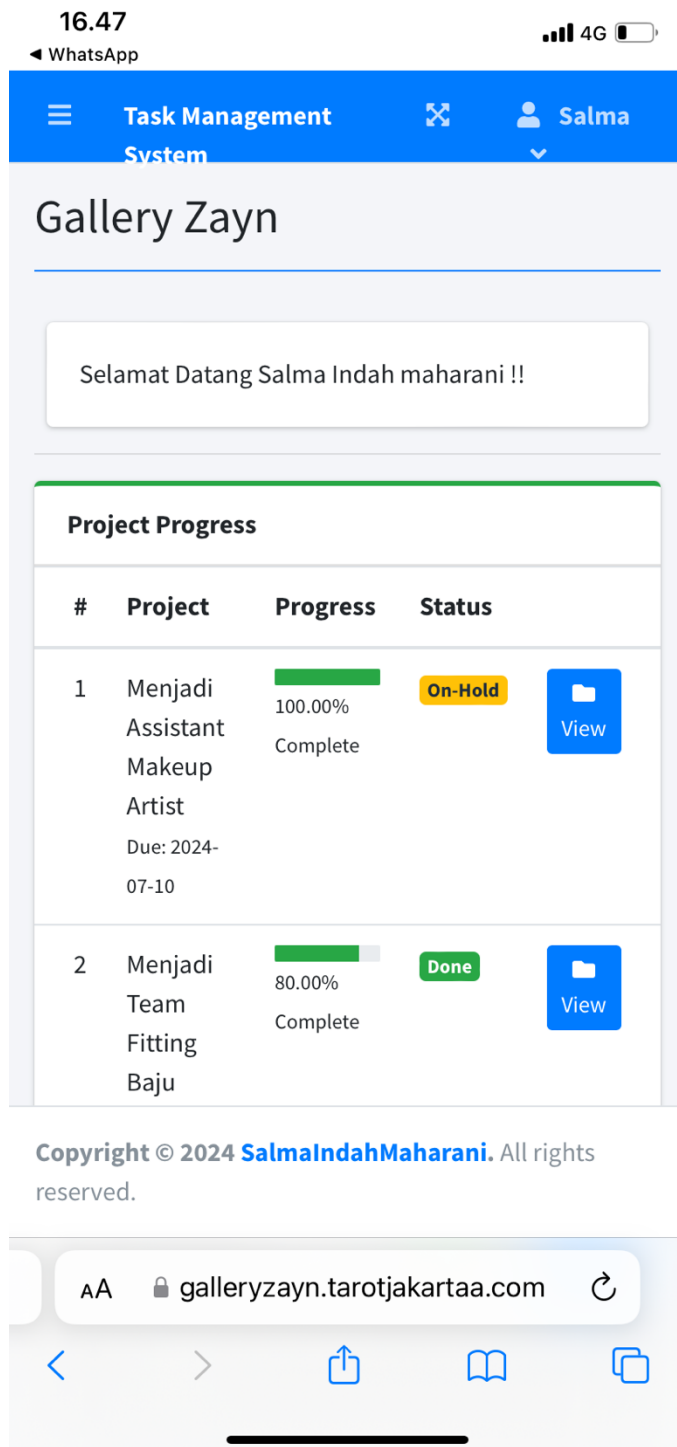 16.47
4G
◀ WhatsApp
Task Management
System
Salma
Gallery Zayn
Selamat Datang Salma Indah maharani !!
Project Progress
# Project Progress Status
1 Menjadi Assistant Makeup Artist
Due: 2024-07-10
100.00%
Complete
On-Hold
View
2 Menjadi Team Fitting Baju
80.00%
Complete
Done
View
Copyright © 2024 SalmaIndahMaharani. All rights
reserved.
AA galleryzayn.tarotjakartaa.com